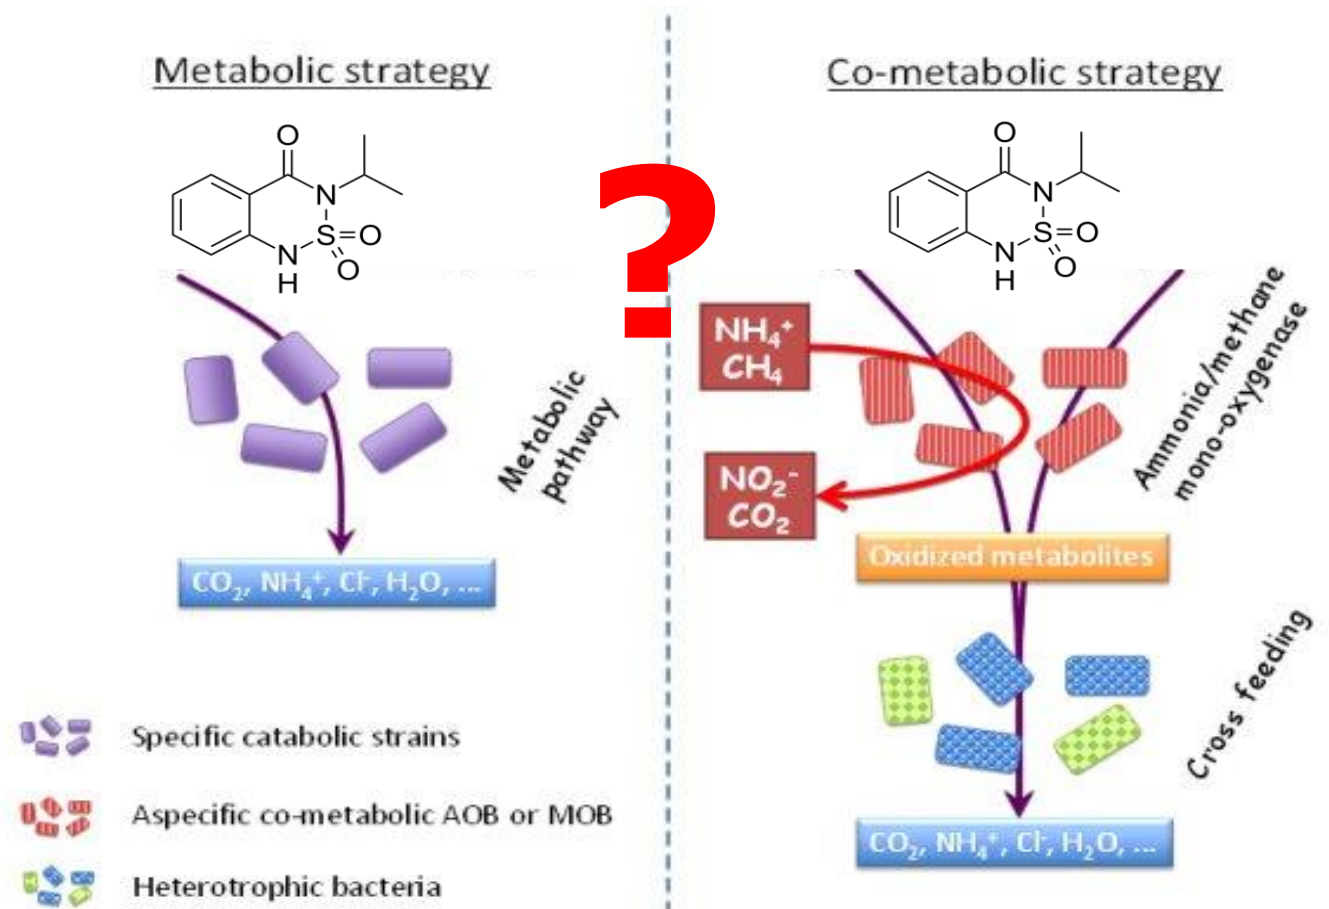 Metabolic strategy
O
N
S=O
N
H
O
Metabolic
pathway
CO₂, NH₄⁺, Cl⁻, H₂O, ...
Specific catabolic strains
Aspecific co-metabolic AOB or MOB
Heterotrophic bacteria
?
Co-metabolic strategy
O
N
S=O
N
H
O
NH₄⁺
CH₄
NO₂⁻
CO₂
Ammonia/methane
mono-oxygenase
Oxidized metabolites
Cross feeding
CO₂, NH₄⁺, Cl⁻, H₂O, ...